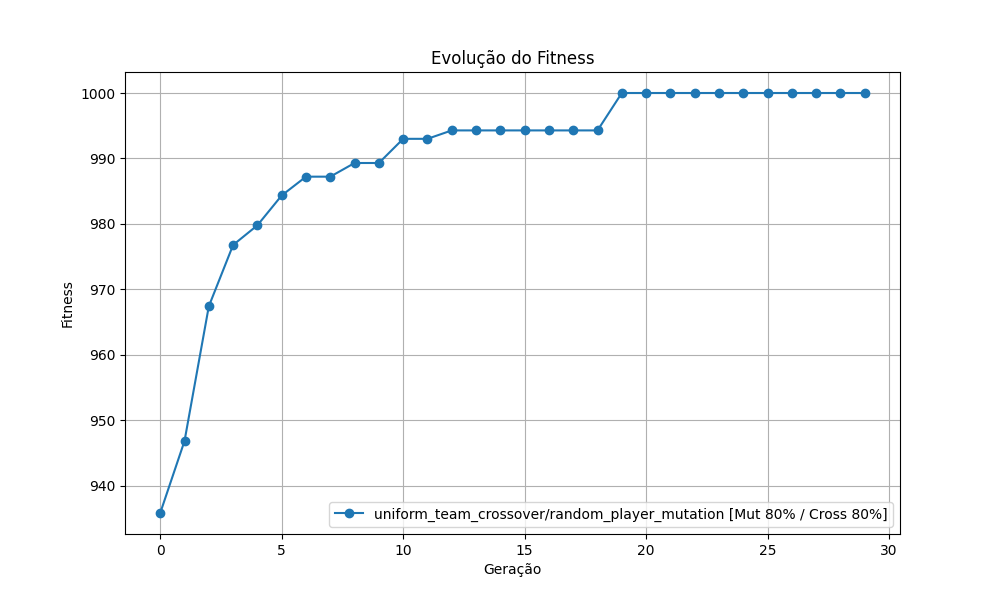 Evolução do Fitness
1000
990
980
970
960
950
940
Fitness
0 5 10 15 20 25 30
Geração
uniform_team_crossover/random_player_mutation [Mut 80% / Cross 80%]